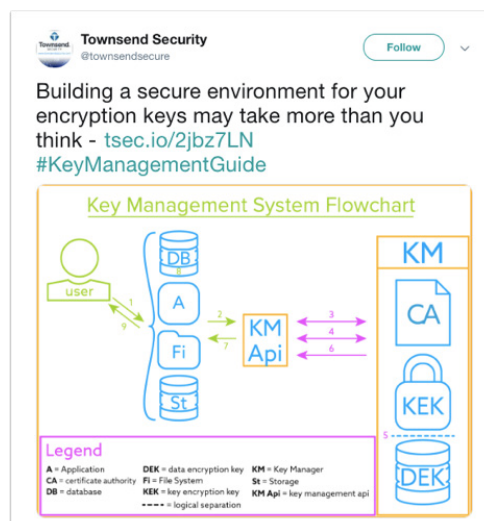 Townsend Security
@townsendsecure
Follow
Building a secure environment for your
encryption keys may take more than you
think - tsec.io/2jbz7LN
#KeyManagementGuide
Key Management System Flowchart
user
1
9
DB
A
Fi
St
2
7
KM
Api
3
4
6
KM
CA
KEK
5
DEK
Legend
A = Application
CA = certificate authority
DB = database
DEK = data encryption key
Fi = File System
KEK = key encryption key
---- = logical separation
KM = Key Manager
St = Storage
KM Api = key management api